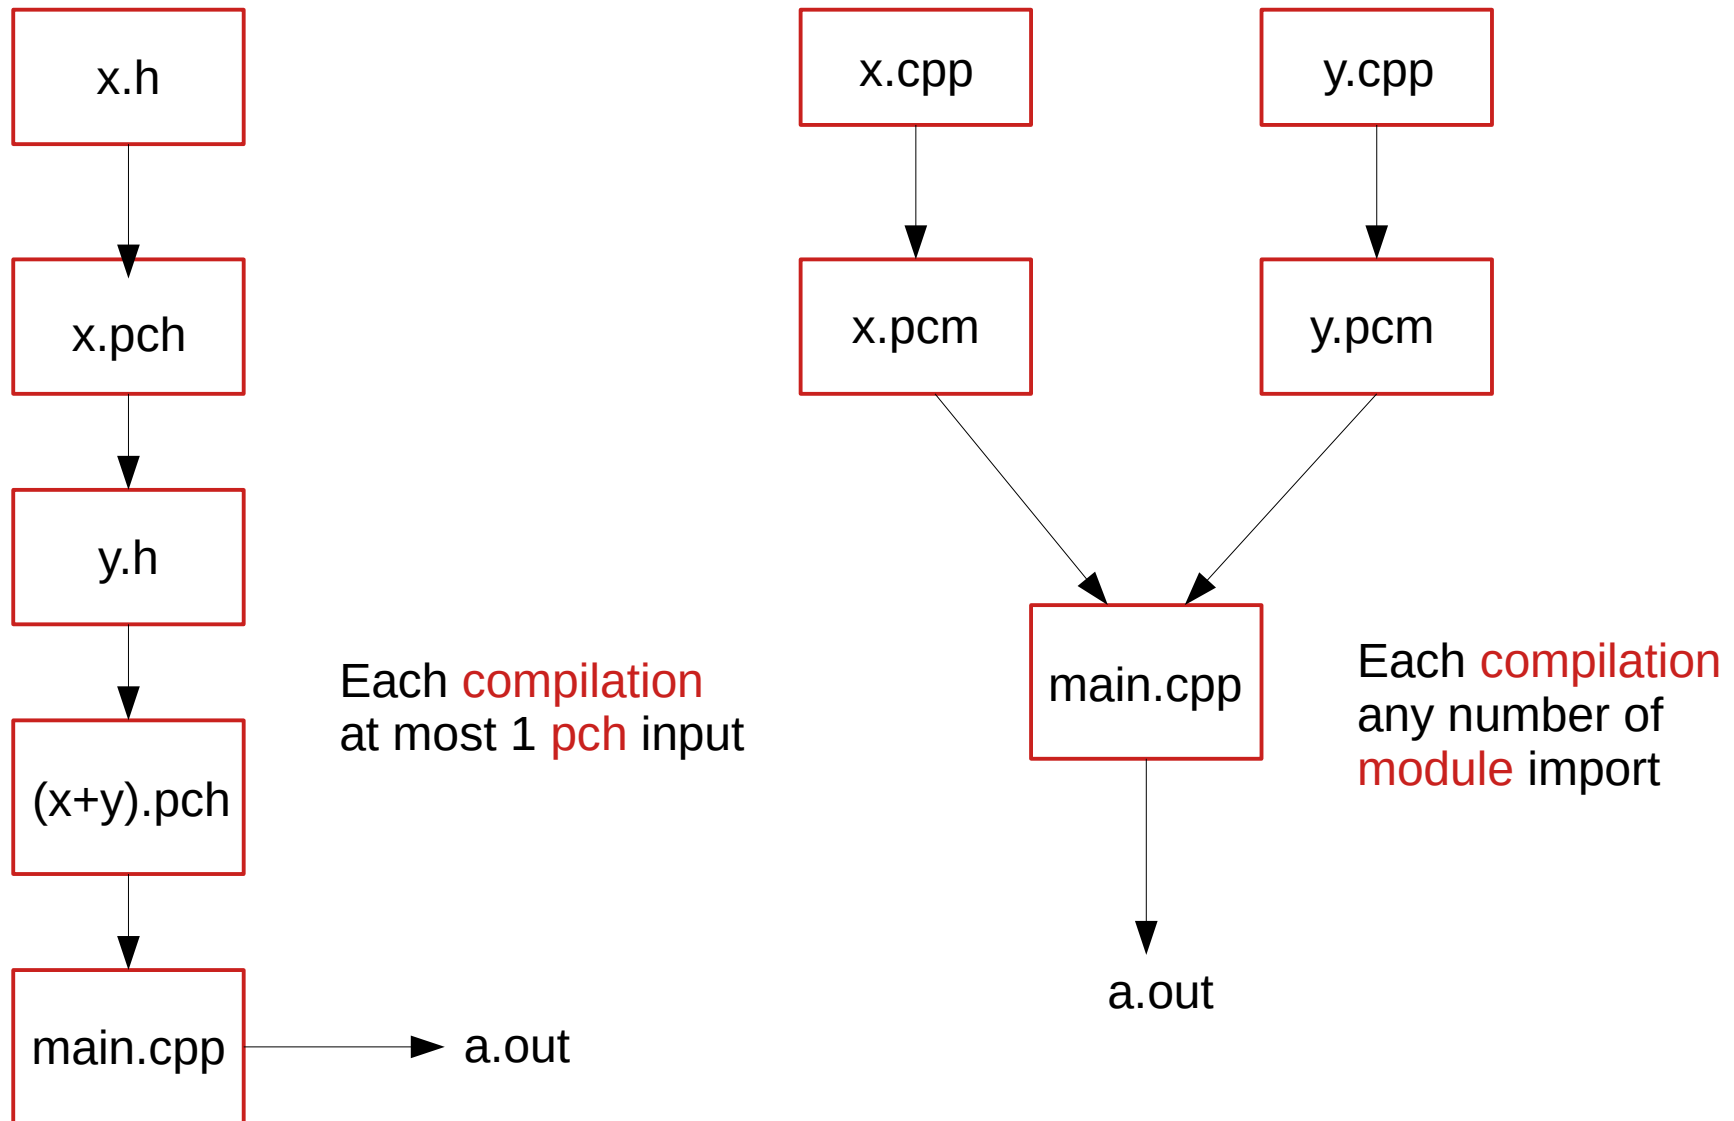 x.h
x.pch
y.h
(x+y).pch
main.cpp
a.out
Each compilation
at most 1 pch input
x.cpp
y.cpp
x.pcm
y.pcm
main.cpp
a.out
Each compilation
any number of
module import